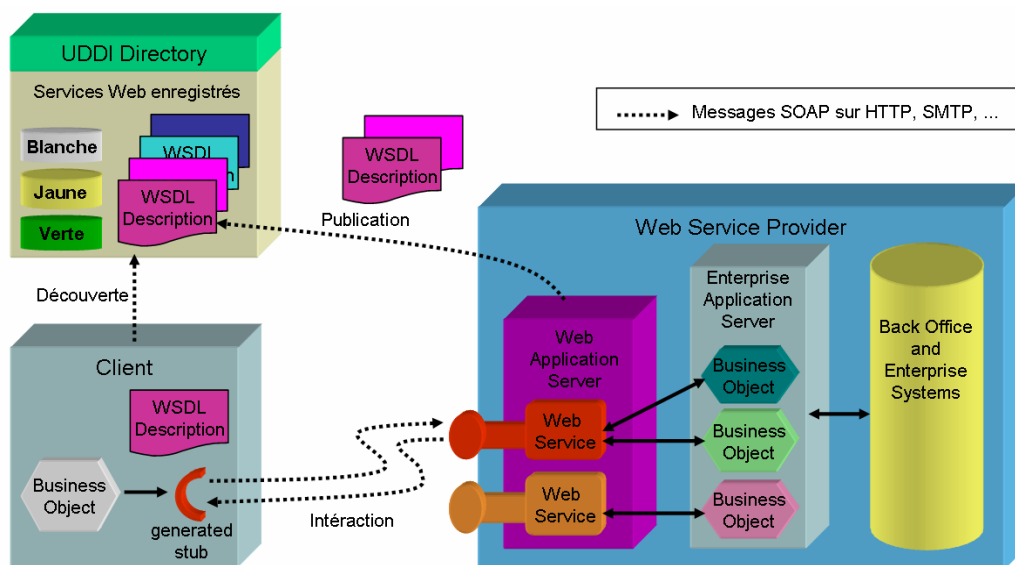 UDDI Directory
Services Web enregistrés
Blanche
Jaune
Verte
WSDL
n
WSDL
Description
WSDL
Description
Publication
Messages SOAP sur HTTP, SMTP, ...
Découverte
Web Service Provider
Enterprise
Application
Server
Web
Application
Server
Back Office
and
Enterprise
Systems
Business
Object
Business
Object
Business
Object
Web
Service
Web
Service
Client
WSDL
Description
Business
Object
generated
stub
Intéraction